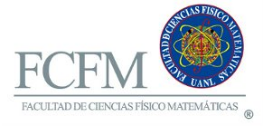 FCFM
FACULTAD DE CIENCIAS FÍSICO MATEMÁTICAS ®
FACULTAD DE CIENCIAS FISICO MATEMATICAS
UANL